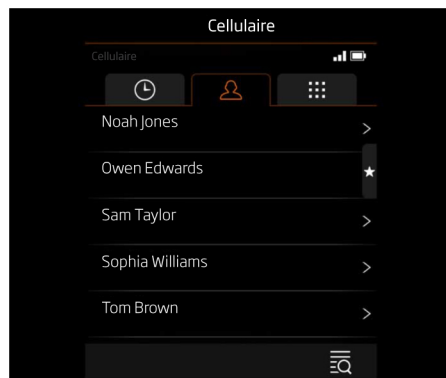 Cellulaire
Cellulaire
Noah Jones
Owen Edwards
Sam Taylor
Sophia Williams
Tom Brown